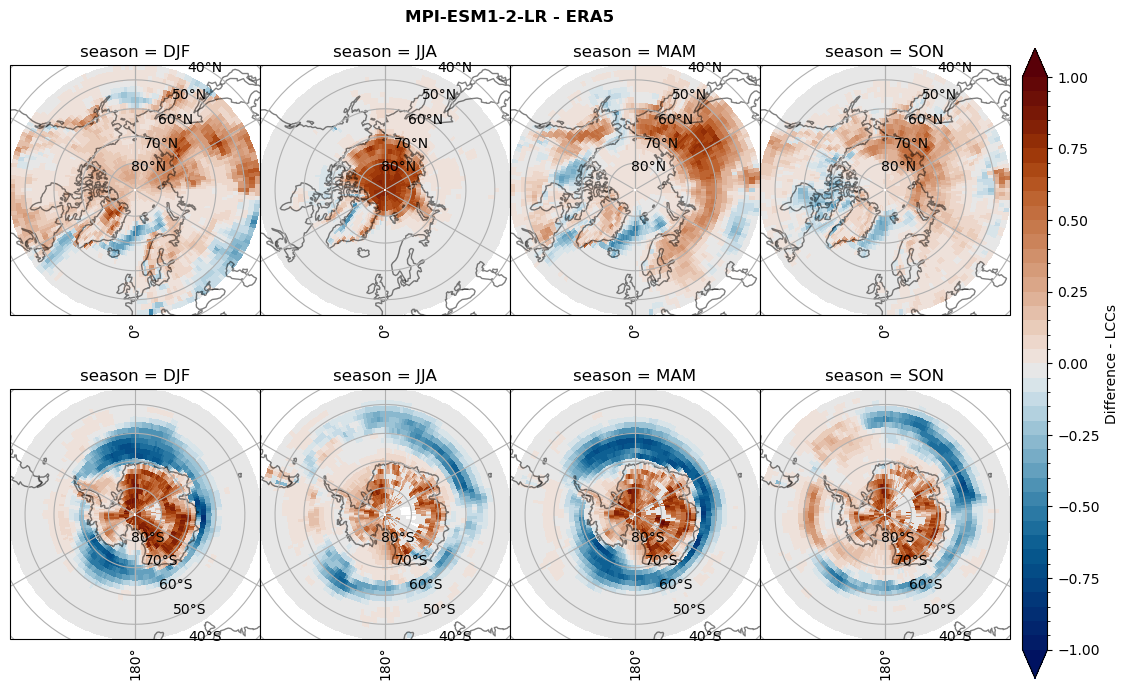 MPI-ESM1-2-LR - ERA5
season = DJF
season = JJA
season = MAM
season = SON
40°N
50°N
60°N
70°N
80°N
40°N
50°N
60°N
70°N
80°N
40°N
50°N
60°N
70°N
80°N
40°N
50°N
60°N
70°N
80°N
0°
0°
0°
0°
season = DJF
season = JJA
season = MAM
season = SON
80°S
70°S
60°S
50°S
40°S
80°S
70°S
60°S
50°S
40°S
80°S
70°S
60°S
50°S
40°S
80°S
70°S
60°S
50°S
40°S
180°
180°
180°
180°
1.00
0.75
0.50
0.25
0.00
−0.25
−0.50
−0.75
−1.00
Difference - LCCs